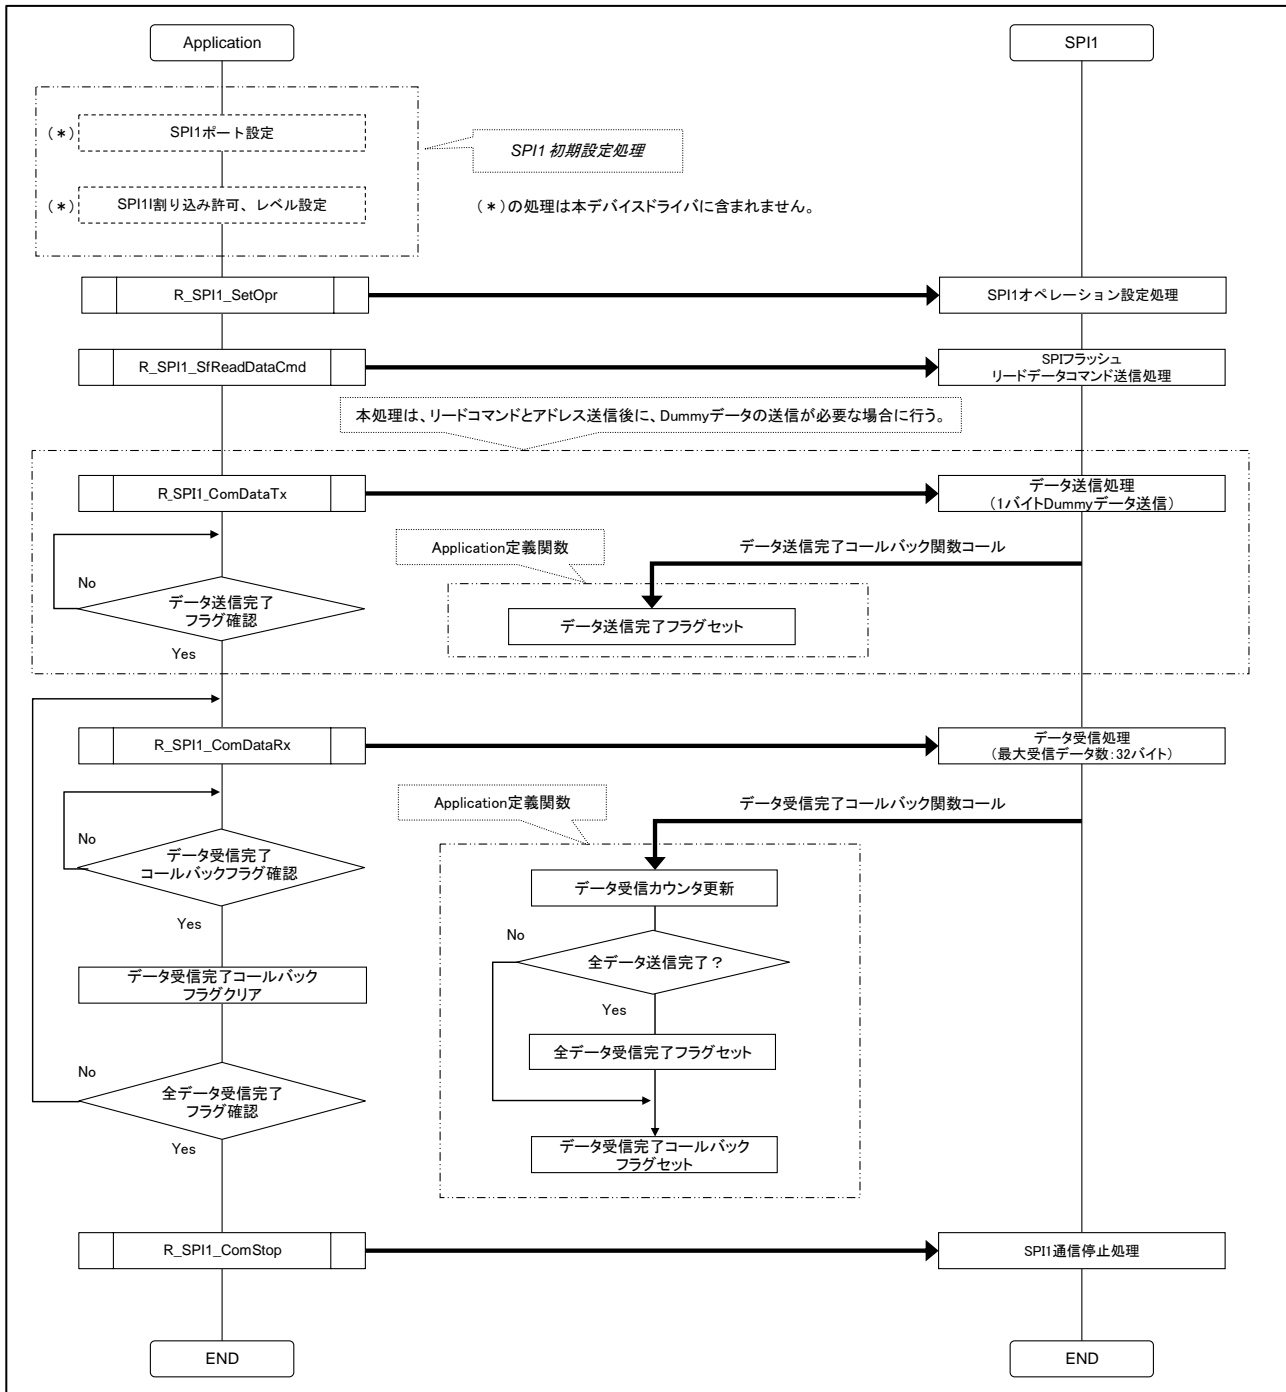 Application
SPI1
(*)
SPI1ポート設定
SPI1 初期設定処理
(*)
SPI1I割り込み許可、レベル設定
(*)の処理は本デバイスドライバに含まれません。
R_SPI1_SetOpr
SPI1オペレーション設定処理
R_SPI1_SfReadDataCmd
SPIフラッシュ
リードデータコマンド送信処理
本処理は、リードコマンドとアドレス送信後に、Dummyデータの送信が必要な場合に行う。
R_SPI1_ComDataTx
データ送信処理
(1バイトDummyデータ送信)
Application定義関数
データ送信完了コールバック関数コール
No
データ送信完了
フラグ確認
データ送信完了フラグセット
Yes
R_SPI1_ComDataRx
データ受信処理
(最大受信データ数:32バイト)
Application定義関数
データ受信完了コールバック関数コール
No
データ受信完了
コールバックフラグ確認
データ受信カウンタ更新
Yes
No
全データ送信完了?
データ受信完了コールバック
フラグクリア
Yes
全データ受信完了フラグセット
No
全データ受信完了
フラグ確認
Yes
データ受信完了コールバック
フラグセット
R_SPI1_ComStop
SPI1通信停止処理
END
END